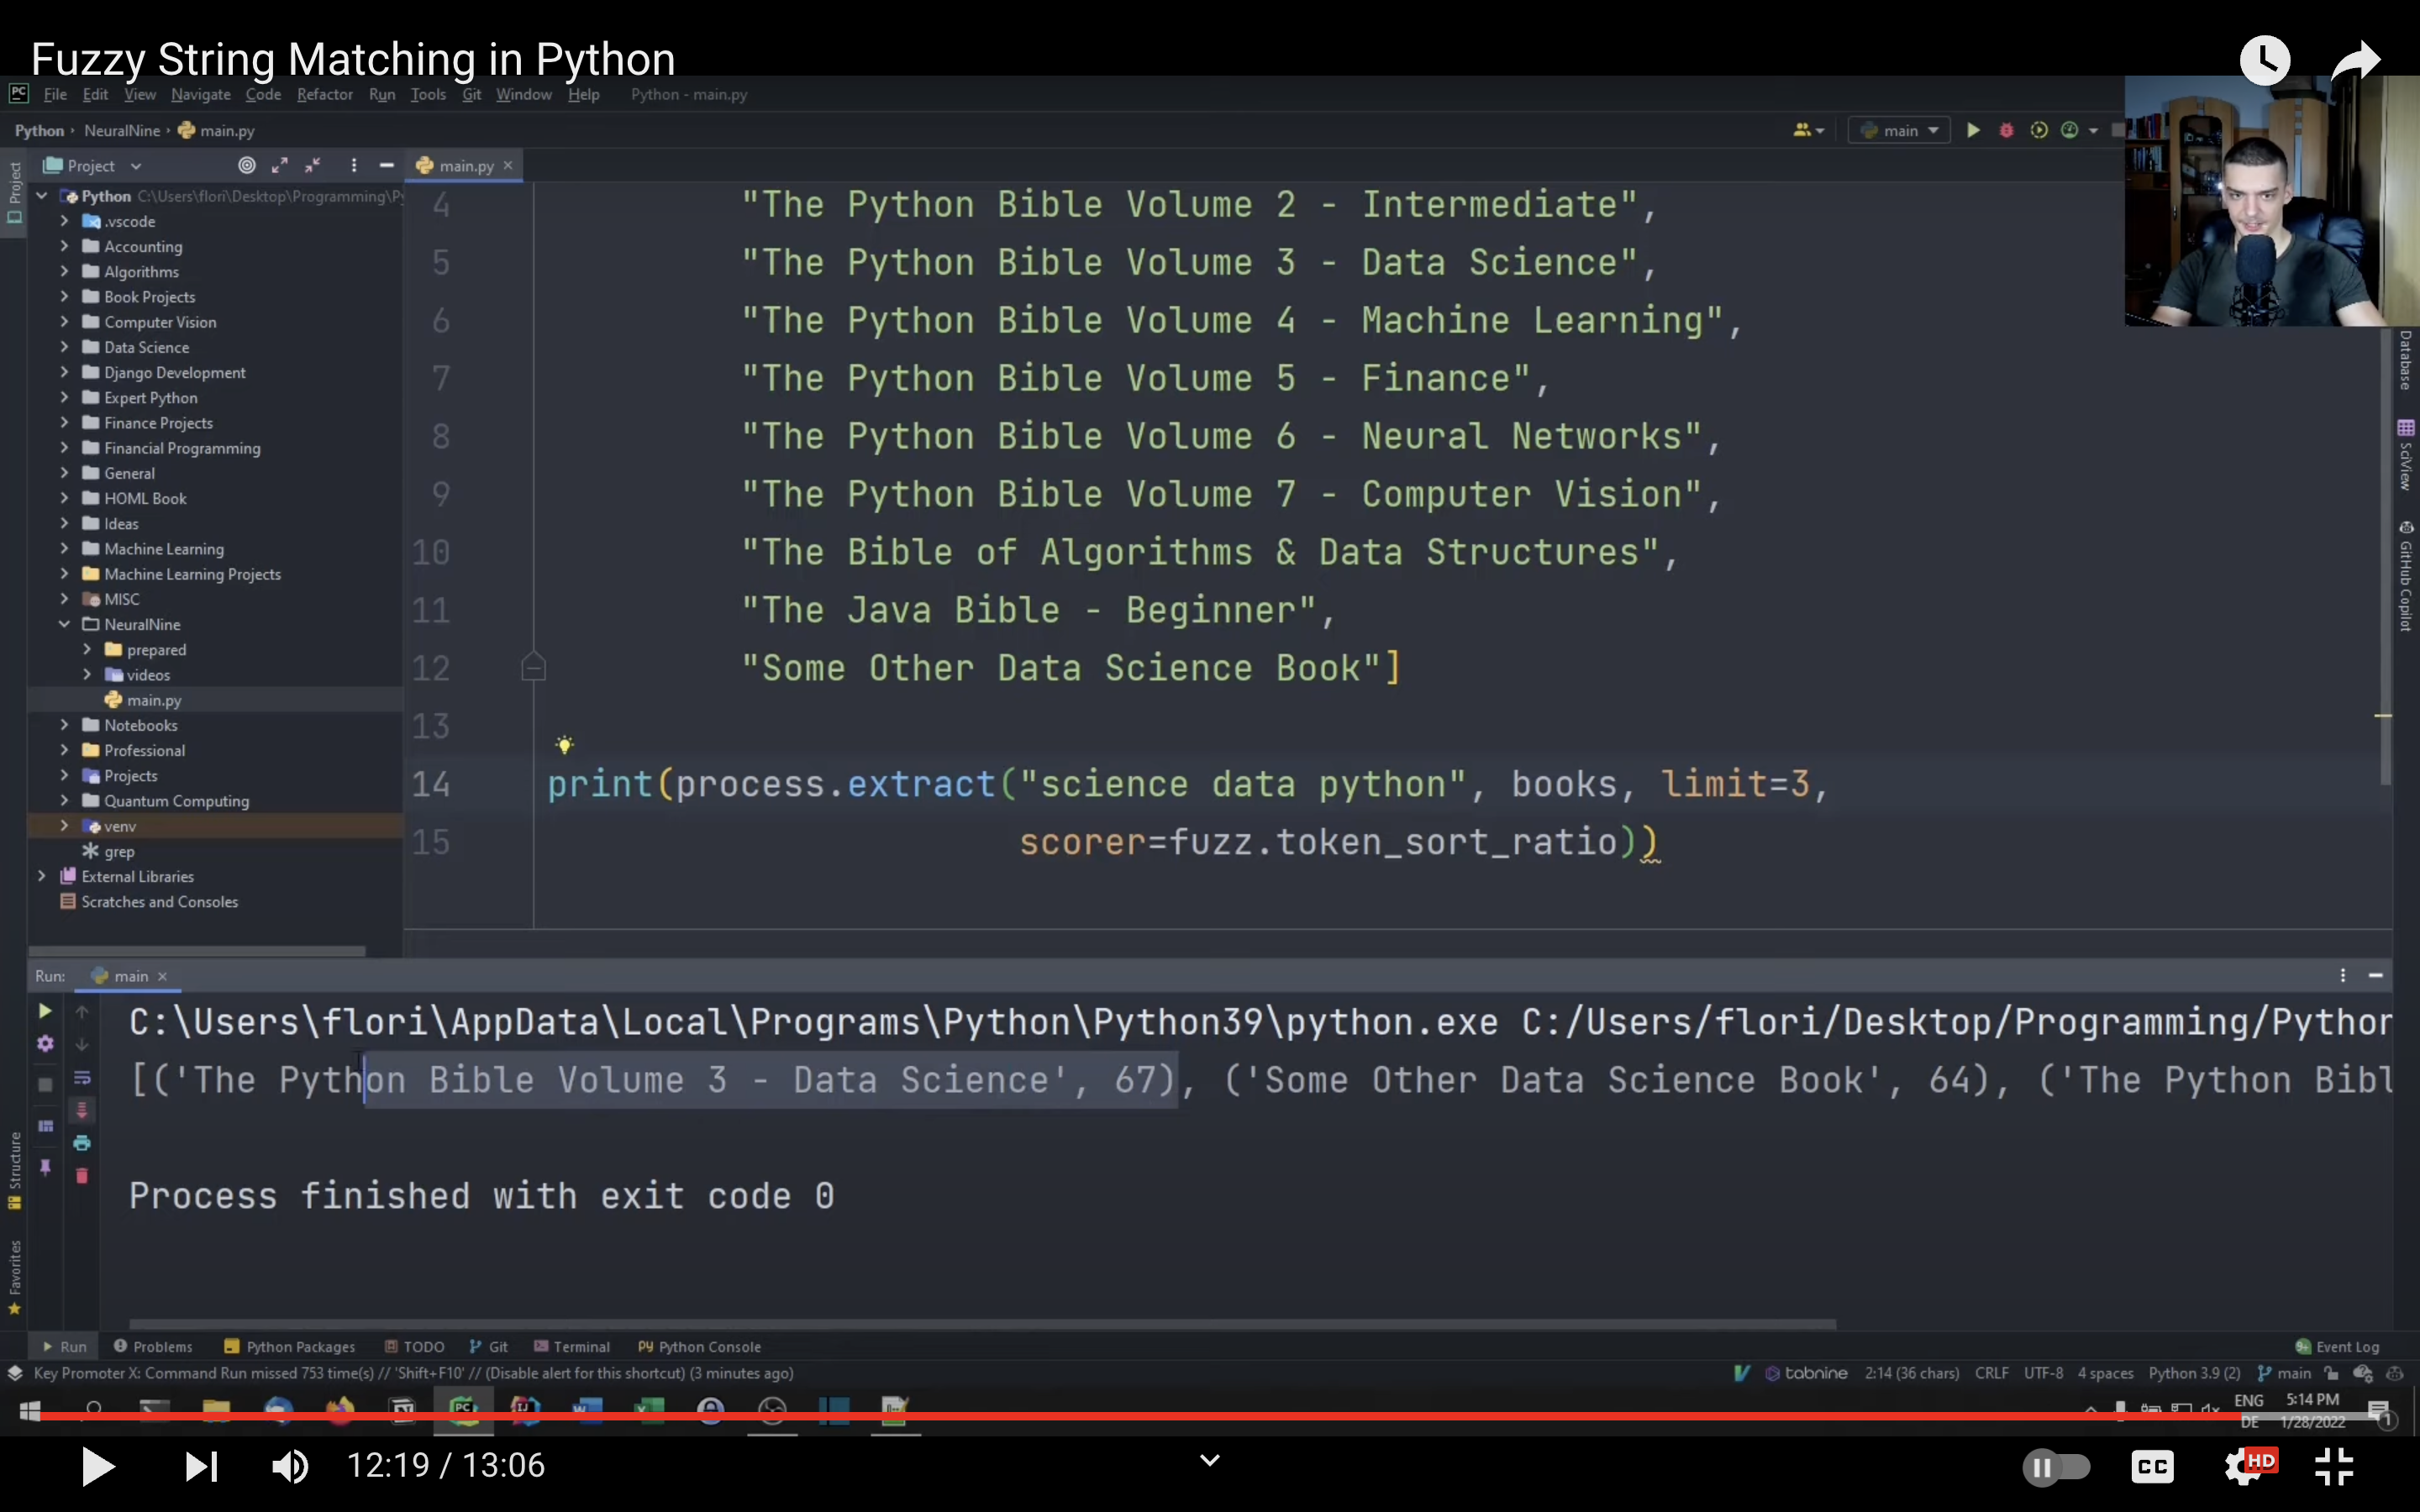 Fuzzy String Matching in Python
PC File Edit View Navigate Code Refactor Run Tools Git Window Help Python - main.py
Python NeuralNine main.py
main
Project
main.py
Project
Python C:\Users\flori\Desktop\Programming\Py
.vscode
Accounting
Algorithms
Book Projects
Computer Vision
Data Science
Django Development
Expert Python
Finance Projects
Financial Programming
General
HOML Book
Ideas
Machine Learning
Machine Learning Projects
MISC
NeuralNine
prepared
videos
main.py
Notebooks
Professional
Projects
Quantum Computing
venv
grep
External Libraries
Scratches and Consoles
4 "The Python Bible Volume 2 - Intermediate",
5 "The Python Bible Volume 3 - Data Science",
6 "The Python Bible Volume 4 - Machine Learning",
7 "The Python Bible Volume 5 - Finance",
8 "The Python Bible Volume 6 - Neural Networks",
9 "The Python Bible Volume 7 - Computer Vision",
10 "The Bible of Algorithms & Data Structures",
11 "The Java Bible - Beginner",
12 "Some Other Data Science Book"]
13
14 print(process.extract("science data python", books, limit=3,
15 scorer=fuzz.token_sort_ratio))
Database
SciView
GitHub Copilot
Run: main
C:\Users\flori\AppData\Local\Programs\Python\Python39\python.exe C:/Users/flori/Desktop/Programming/Python
[('The Python Bible Volume 3 - Data Science', 67), ('Some Other Data Science Book', 64), ('The Python Bibl
Process finished with exit code 0
Structure
Favorites
Run Problems Python Packages TODO Git Terminal Python Console
Event Log
Key Promoter X: Command Run missed 753 time(s) // 'Shift+F10' // (Disable alert for this shortcut) (3 minutes ago)
tabnine 2:14 (36 chars) CRLF UTF-8 4 spaces Python 3.9 (2) main
ENG 5:14 PM
DE 1/28/2022
1
12:19 / 13:06
CC
HD